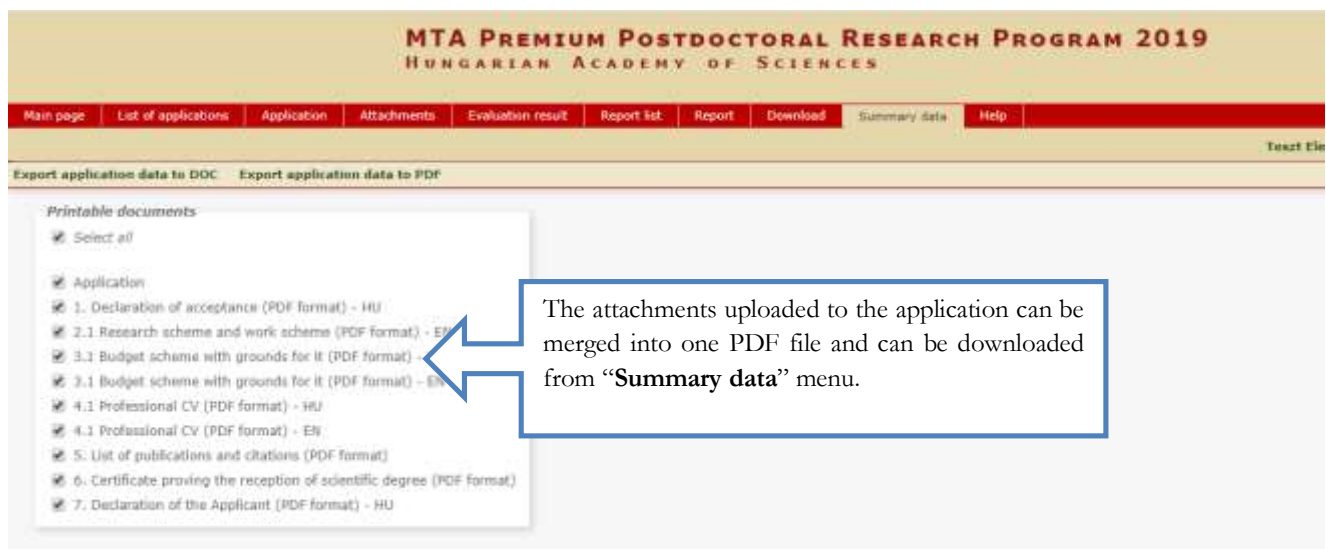 MTA PREMIUM POSTDOCTORAL RESEARCH PROGRAM 2019
HUNGARIAN ACADEMY OF SCIENCES
Main page List of applications Application Attachments Evaluation result Report list Report Download Summary data Help
Teszt Ele
Export application data to DOC Export application data to PDF
Printable documents
Select all
Application
1. Declaration of acceptance (PDF format) - HU
2.1 Research scheme and work scheme (PDF format) - EN
3.1 Budget scheme with grounds for it (PDF format) -
3.1 Budget scheme with grounds for it (PDF format) - EN
4.1 Professional CV (PDF format) - HU
4.1 Professional CV (PDF format) - EN
5. List of publications and citations (PDF format)
6. Certificate proving the reception of scientific degree (PDF format)
7. Declaration of the Applicant (PDF format) - HU
The attachments uploaded to the application can be
merged into one PDF file and can be downloaded
from “Summary data” menu.